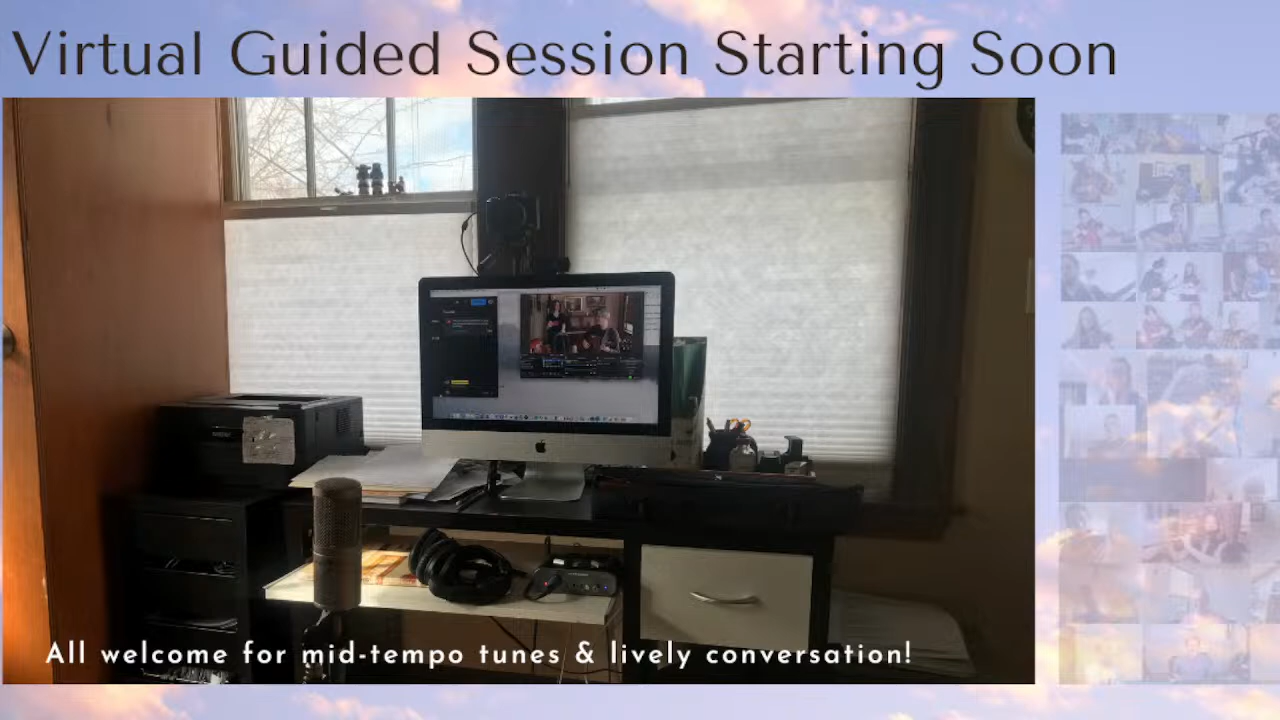 Virtual Guided Session Starting Soon
All welcome for mid-tempo tunes & lively conversation!